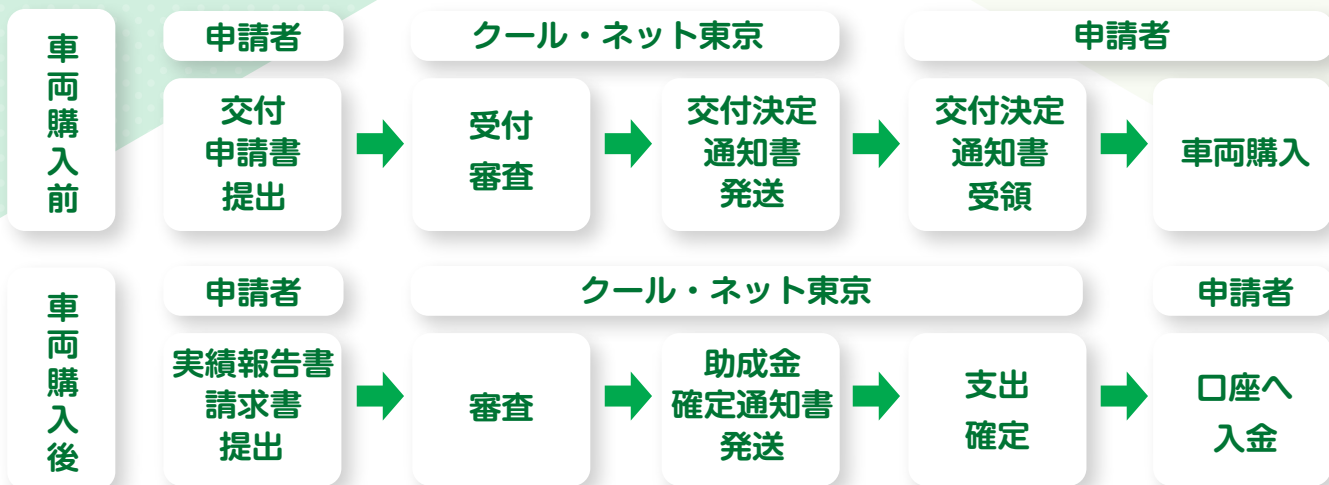 車両購入前
申請者
クール・ネット東京
申請者
交付
申請書
提出
受付
審査
交付決定
通知書
発送
交付決定
通知書
受領
車両購入
車両購入後
申請者
クール・ネット東京
申請者
実績報告書
請求書
提出
審査
助成金
確定通知書
発送
支出
確定
口座へ
入金